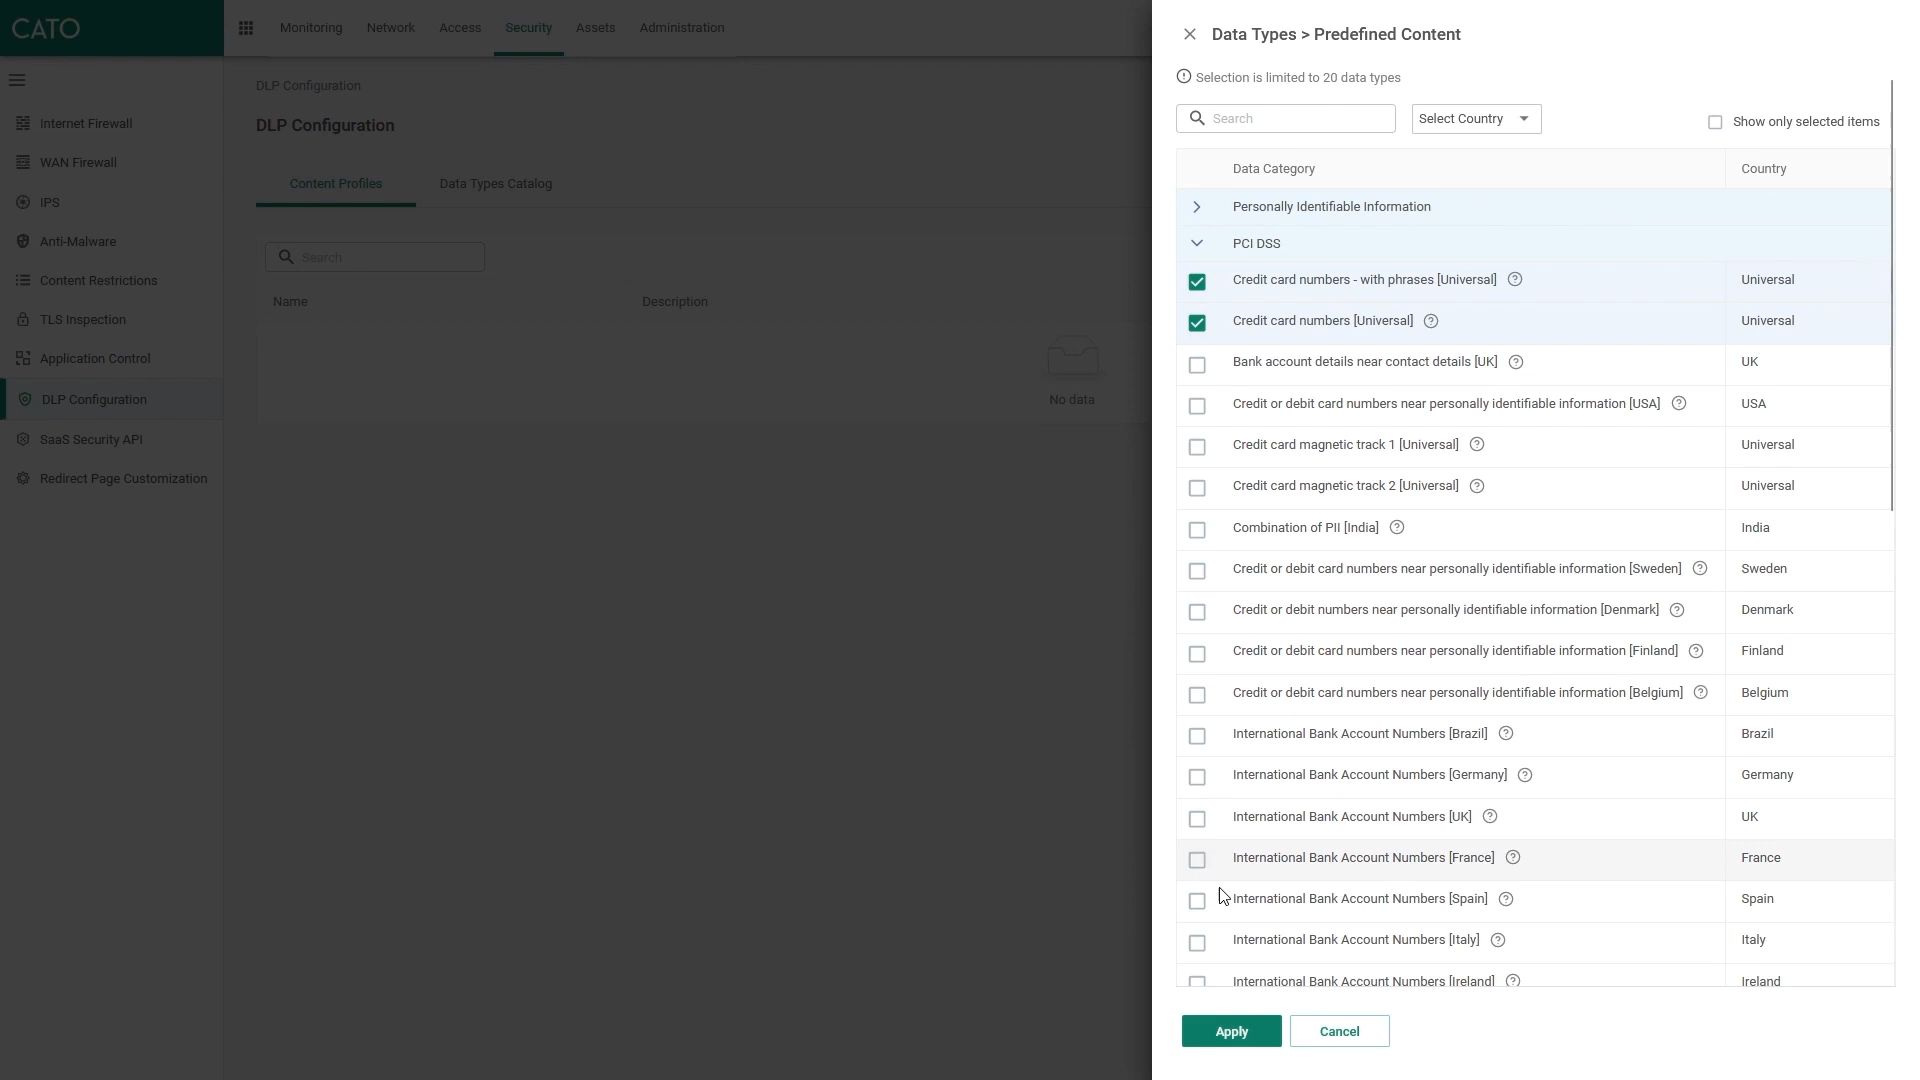 CATO
Monitoring Network Access Security Assets Administration
Internet Firewall
WAN Firewall
IPS
Anti-Malware
Content Restrictions
TLS Inspection
Application Control
DLP Configuration
SaaS Security API
Redirect Page Customization
DLP Configuration
DLP Configuration
Content Profiles Data Types Catalog
Search
Name Description
No data
Data Types > Predefined Content
Selection is limited to 20 data types
Search Select Country Show only selected items
Data Category Country
Personally Identifiable Information
PCI DSS
Credit card numbers - with phrases [Universal] Universal
Credit card numbers [Universal] Universal
Bank account details near contact details [UK] UK
Credit or debit card numbers near personally identifiable information [USA] USA
Credit card magnetic track 1 [Universal] Universal
Credit card magnetic track 2 [Universal] Universal
Combination of PII [India] India
Credit or debit card numbers near personally identifiable information [Sweden] Sweden
Credit or debit numbers near personally identifiable information [Denmark] Denmark
Credit or debit card numbers near personally identifiable information [Finland] Finland
Credit or debit card numbers near personally identifiable information [Belgium] Belgium
International Bank Account Numbers [Brazil] Brazil
International Bank Account Numbers [Germany] Germany
International Bank Account Numbers [UK] UK
International Bank Account Numbers [France] France
International Bank Account Numbers [Spain] Spain
International Bank Account Numbers [Italy] Italy
International Bank Account Numbers [Ireland] Ireland
Apply Cancel